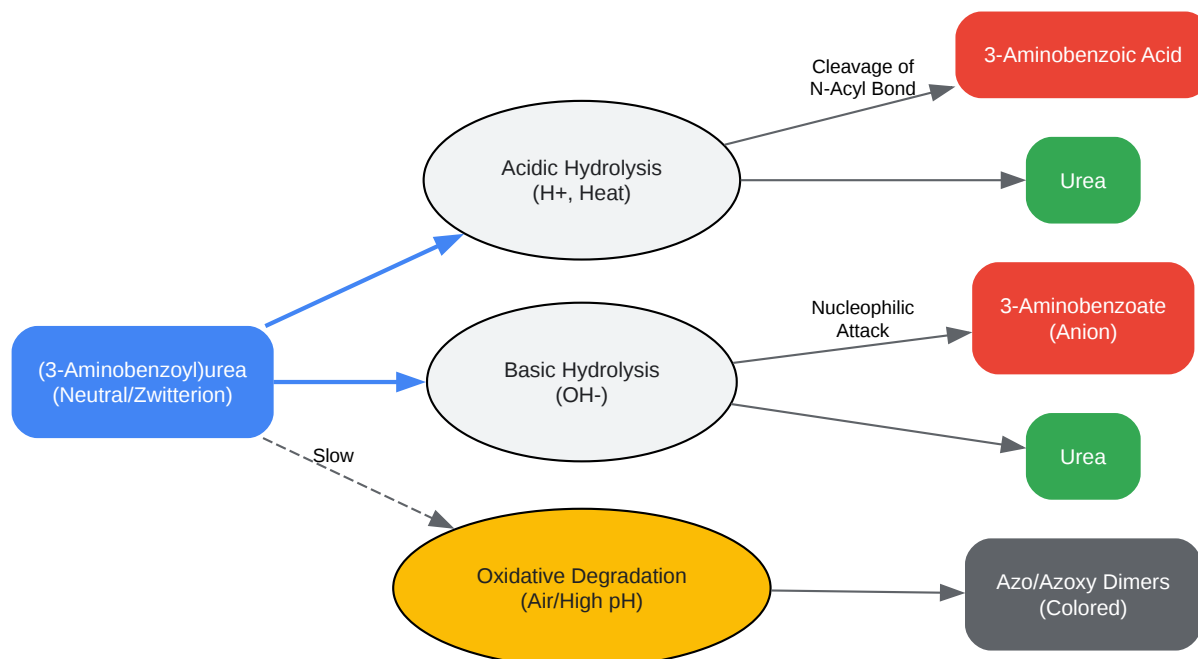 3-Aminobenzoic Acid
Cleavage of
N-Acyl Bond
Acidic Hydrolysis
(H+, Heat)
Urea
3-Aminobenzoate
(Anion)
Nucleophilic
Attack
(3-Aminobenzoyl)urea
(Neutral/Zwitterion)
Basic Hydrolysis
(OH-)
Slow
Urea
Oxidative Degradation
(Air/High pH)
Azo/Azoxy Dimers
(Colored)